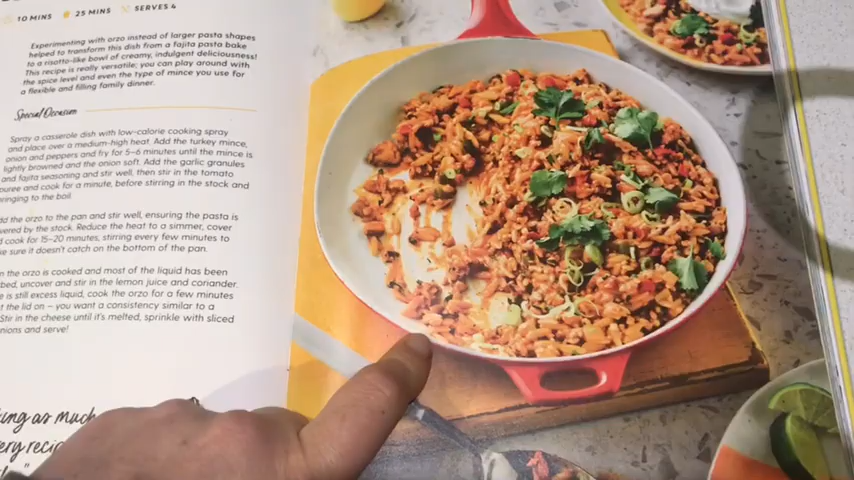 10 MINS 25 MINS SERVES 4
Experimenting with orzo instead of larger pasta shapes
helped to transform this dish from a fajita pasta bake
to a risotto-like bowl of creamy, indulgent deliciousness!
This recipe is really versatile; you can play around with
the spice level and even the type of mince you use for
a flexible and filling family dinner.
Special Occasion
Spray a casserole dish with low-calorie cooking spray
and place over a medium-high heat. Add the turkey mince,
onion and peppers and fry for 5–6 minutes until the mince is
lightly browned and the onion soft. Add the garlic granules
and fajita seasoning and stir well, then stir in the tomato
puree and cook for a minute, before stirring in the stock and
ringing to the boil.
dd the orzo to the pan and stir well, ensuring the pasta is
vered by the stock. Reduce the heat to a simmer, cover
d cook for 15–20 minutes, stirring every few minutes to
ke sure it doesn't catch on the bottom of the pan.
n the orzo is cooked and most of the liquid has been
bed, uncover and stir in the lemon juice and coriander.
e is still excess liquid, cook the orzo for a few minutes
t the lid on – you want a consistency similar to a
Stir in the cheese until it's melted, sprinkle with sliced
nions and serve!
ing as much
ery recip